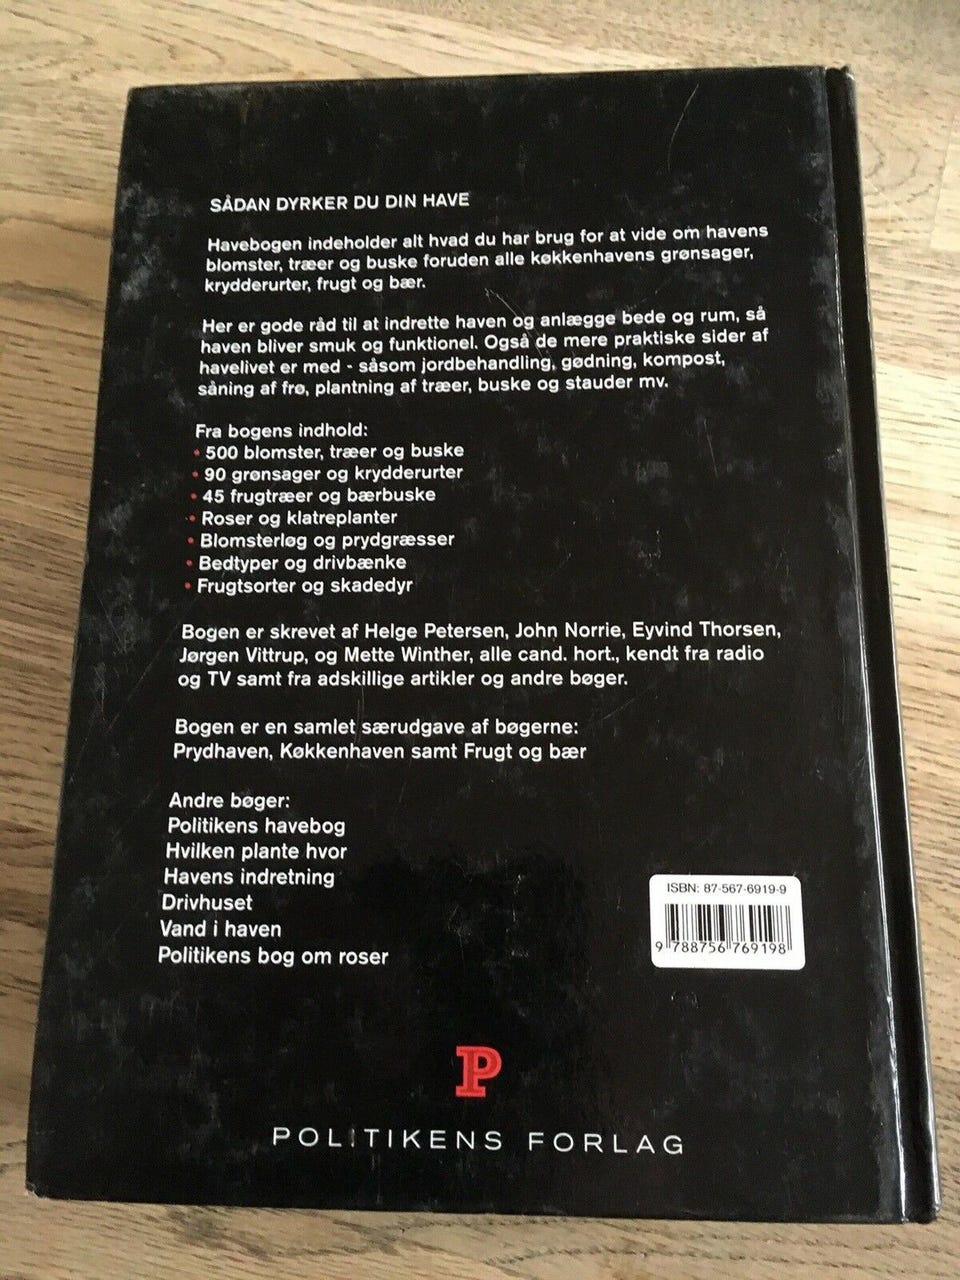 SÅDAN DYRKER DU DIN HAVE
Havebogen indeholder alt hvad du har brug for at vide om havens
blomster, træer og buske foruden alle køkkenhavens grønsager,
krydderurter, frugt og bær.
Her er gode råd til at indrette haven og anlægge bede og rum, så
haven bliver smuk og funktionel. Også de mere praktiske sider af
havelivet er med - såsom jordbehandling, gødning, kompost,
såning af frø, plantning af træer, buske og stauder mv.
Fra bogens indhold:
• 500 blomster, træer og buske
• 90 grønsager og krydderurter
• 45 frugtræer og bærbuske
• Roser og klatreplanter
• Blomsterløg og prydgræsser
• Bedtyper og drivbænke
• Frugtsorter og skadedyr
Bogen er skrevet af Helge Petersen, John Norrie, Eyvind Thorsen,
Jørgen Vittrup, og Mette Winther, alle cand. hort., kendt fra radio
og TV samt fra adskillige artikler og andre bøger.
Bogen er en samlet særudgave af bøgerne:
Prydhaven, Køkkenhaven samt Frugt og bær
Andre bøger:
Politikens havebog
Hvilken plante hvor
Havens indretning
Drivhuset
Vand i haven
Politikens bog om roser
ISBN: 87-567-6919-9
9 788756 769198
P
POLITIKENS FORLAG